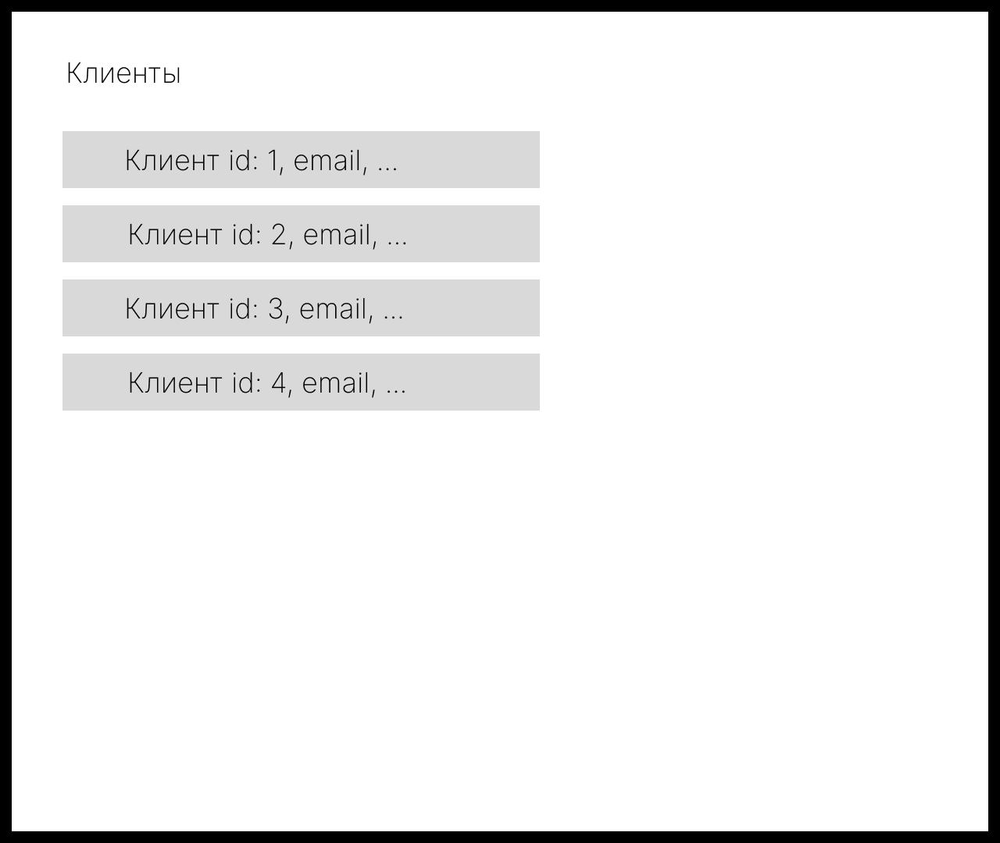 Клиенты
Клиент id: 1, email, ...
Клиент id: 2, email, ...
Клиент id: 3, email, ...
Клиент id: 4, email, ...